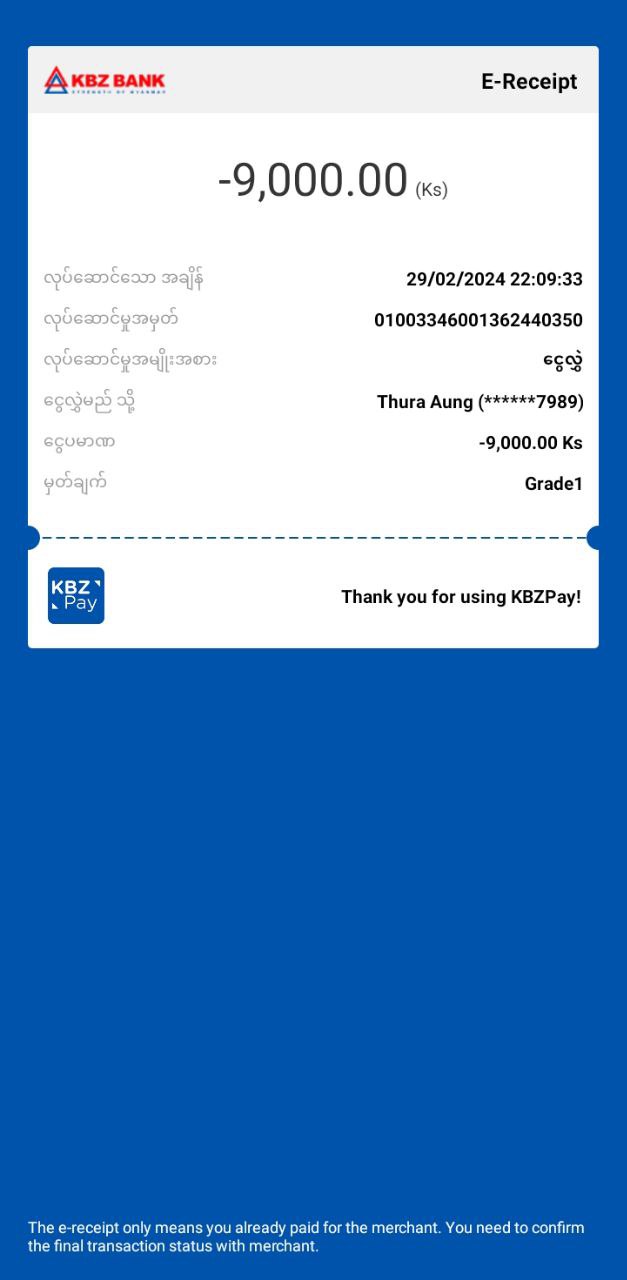 KBZ BANK
STRENGTH OF MYANMAR
E-Receipt
-9,000.00 (Ks)
လုပ်ဆောင်သော အချိန် 29/02/2024 22:09:33
လုပ်ဆောင်မှုအမှတ် 01003346001362440350
လုပ်ဆောင်မှုအမျိုးအစား ငွေလွှဲ
ငွေလွှဲမည် သို့ Thura Aung (******7989)
ငွေပမာဏ -9,000.00 Ks
မှတ်ချက် Grade1
KBZ
Pay
Thank you for using KBZPay!
The e-receipt only means you already paid for the merchant. You need to confirm
the final transaction status with merchant.